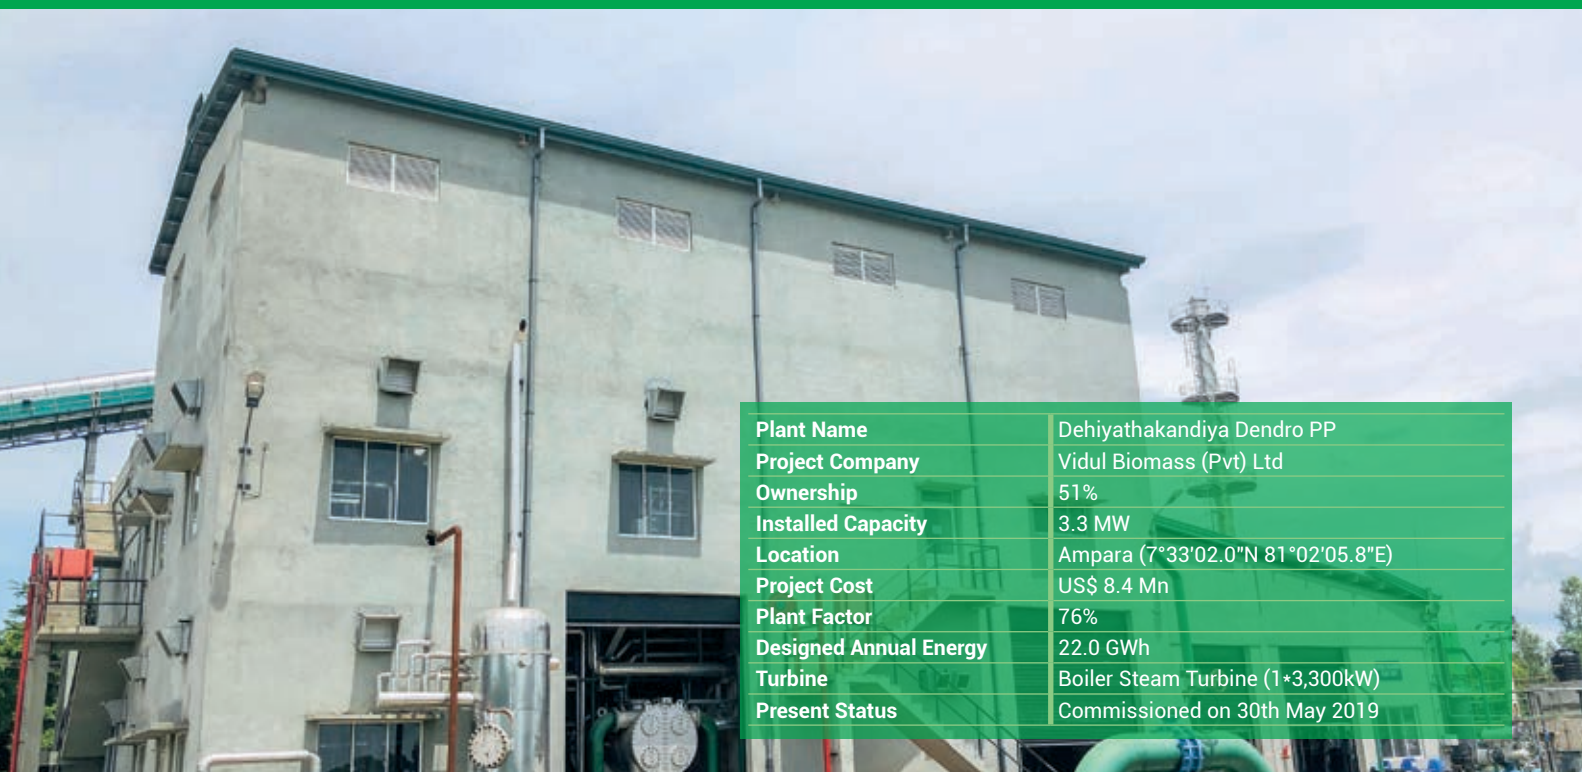 Plant Name Dehiyathakandiya Dendro PP
Project Company Vidul Biomass (Pvt) Ltd
Ownership 51%
Installed Capacity 3.3 MW
Location Ampara (7°33'02.0"N 81°02'05.8"E)
Project Cost US$ 8.4 Mn
Plant Factor 76%
Designed Annual Energy 22.0 GWh
Turbine Boiler Steam Turbine (1*3,300kW)
Present Status Commissioned on 30th May 2019